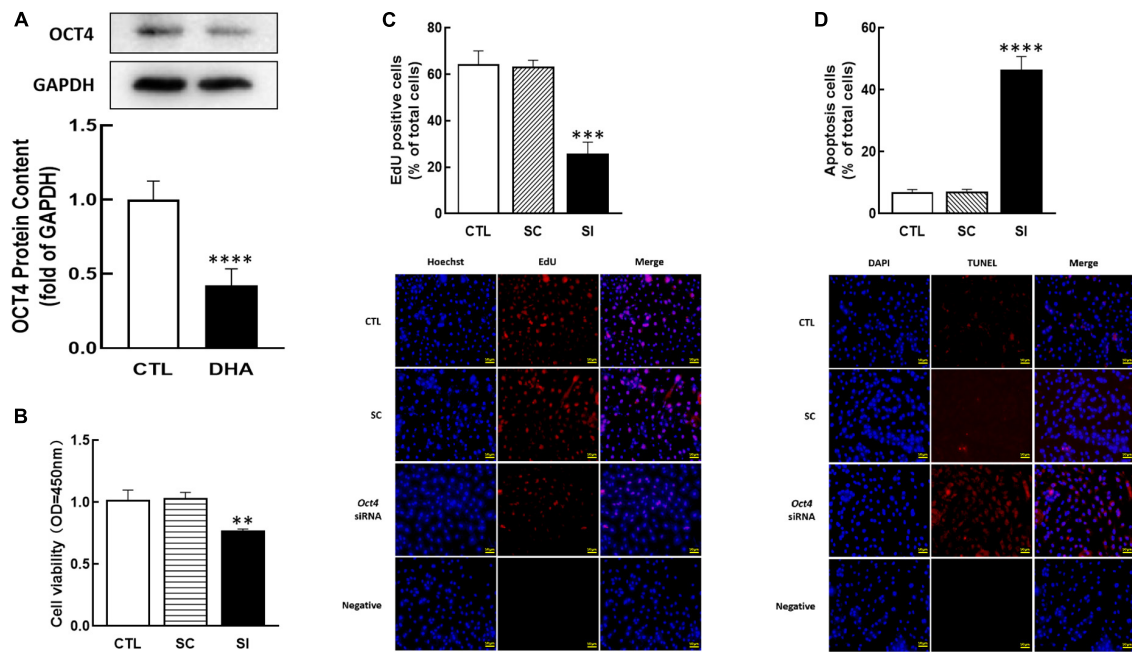 A
OCT4
GAPDH
OCT4 Protein Content
(fold of GAPDH)
1.5
1.0
0.5
0.0
****
CTL DHA
B
Cell viability（OD=450nm）
1.5
1.0
0.5
0.0
**
CTL SC SI
C
EdU positive cells
(% of total cells)
80
60
40
20
0
***
CTL SC SI
Hoechst EdU Merge
CTL
SC
Oct4
siRNA
Negative
D
Apoptosis cells
(% of total cells)
60
40
20
0
****
CTL SC SI
DAPI TUNEL Merge
CTL
SC
Oct4
siRNA
Negative